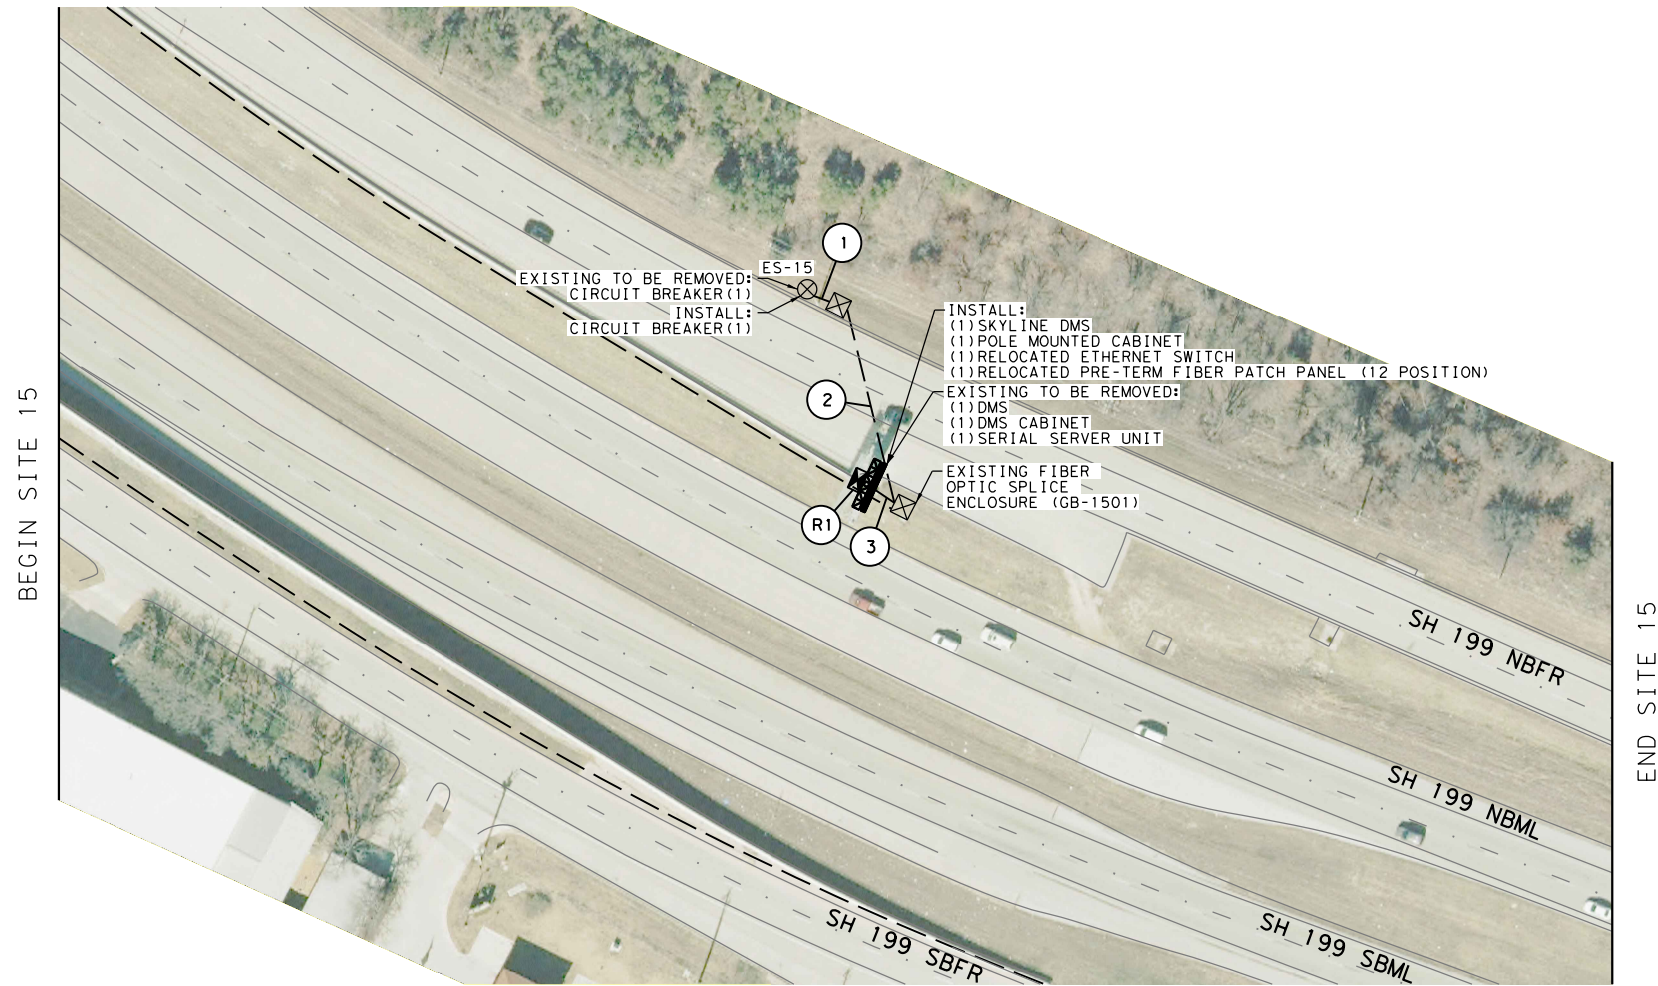 BEGIN SITE 15
1
ES-15
EXISTING TO BE REMOVED:
CIRCUIT BREAKER(1)
INSTALL:
CIRCUIT BREAKER(1)
INSTALL:
(1)SKYLINE DMS
(1)POLE MOUNTED CABINET
(1)RELOCATED ETHERNET SWITCH
(1)RELOCATED PRE-TERM FIBER PATCH PANEL (12 POSITION)
2
EXISTING TO BE REMOVED:
(1)DMS
(1)DMS CABINET
(1)SERIAL SERVER UNIT
EXISTING FIBER
OPTIC SPLICE
ENCLOSURE (GB-1501)
R1
3
SH 199 NBFR
SH 199 NBML
SH 199 SBML
SH 199 SBFR
END SITE 15